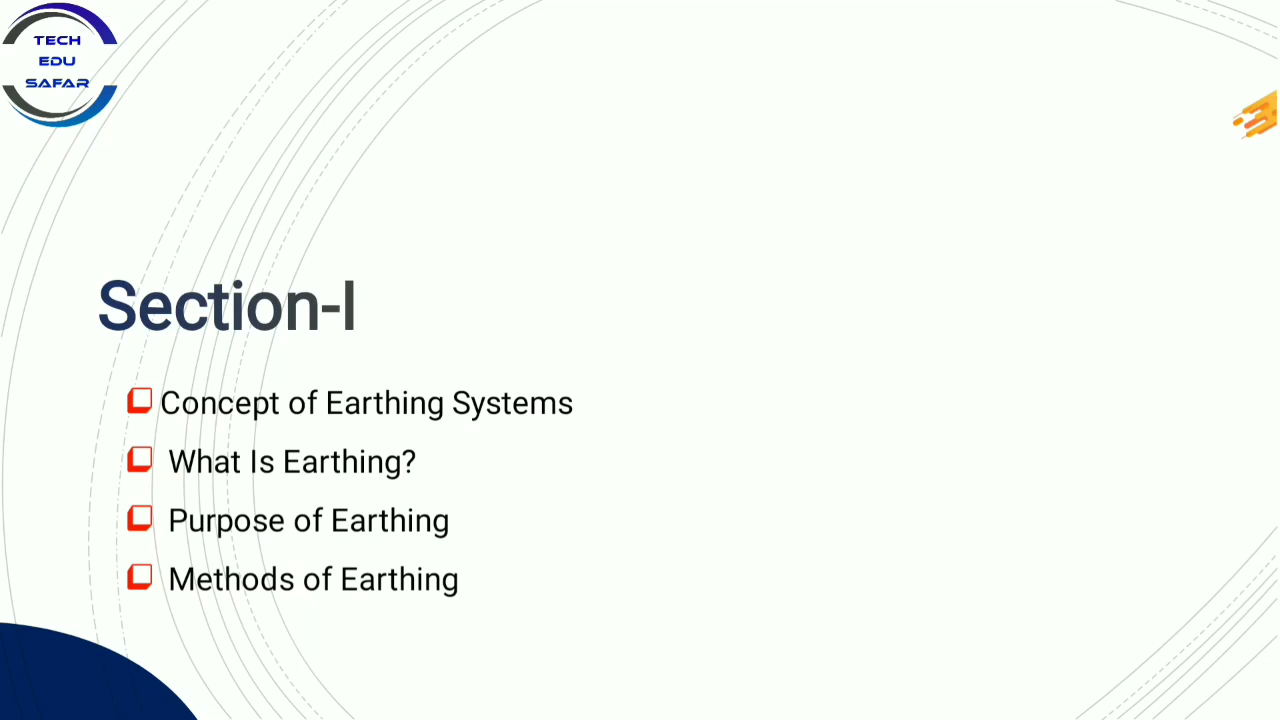 TECH
EDU
SAFAR
Section-I
Concept of Earthing Systems
What Is Earthing?
Purpose of Earthing
Methods of Earthing